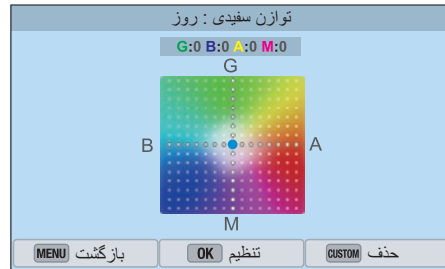 توازن سفیدی : روز
G:0 B:0 A:0 M:0
G
B A
M
MENU بازگشت OK تنظیم CUSTOM حذف